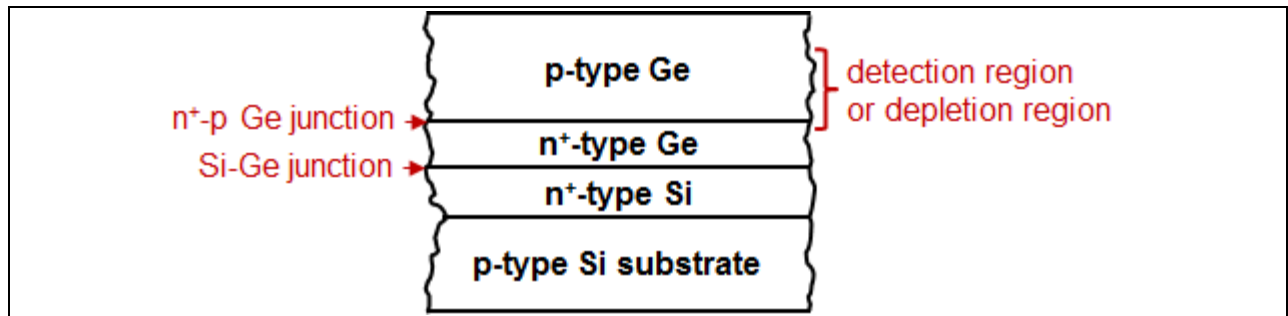 p-type Ge
detection region
or depletion region
n⁺-p Ge junction
n⁺-type Ge
Si-Ge junction
n⁺-type Si
p-type Si substrate